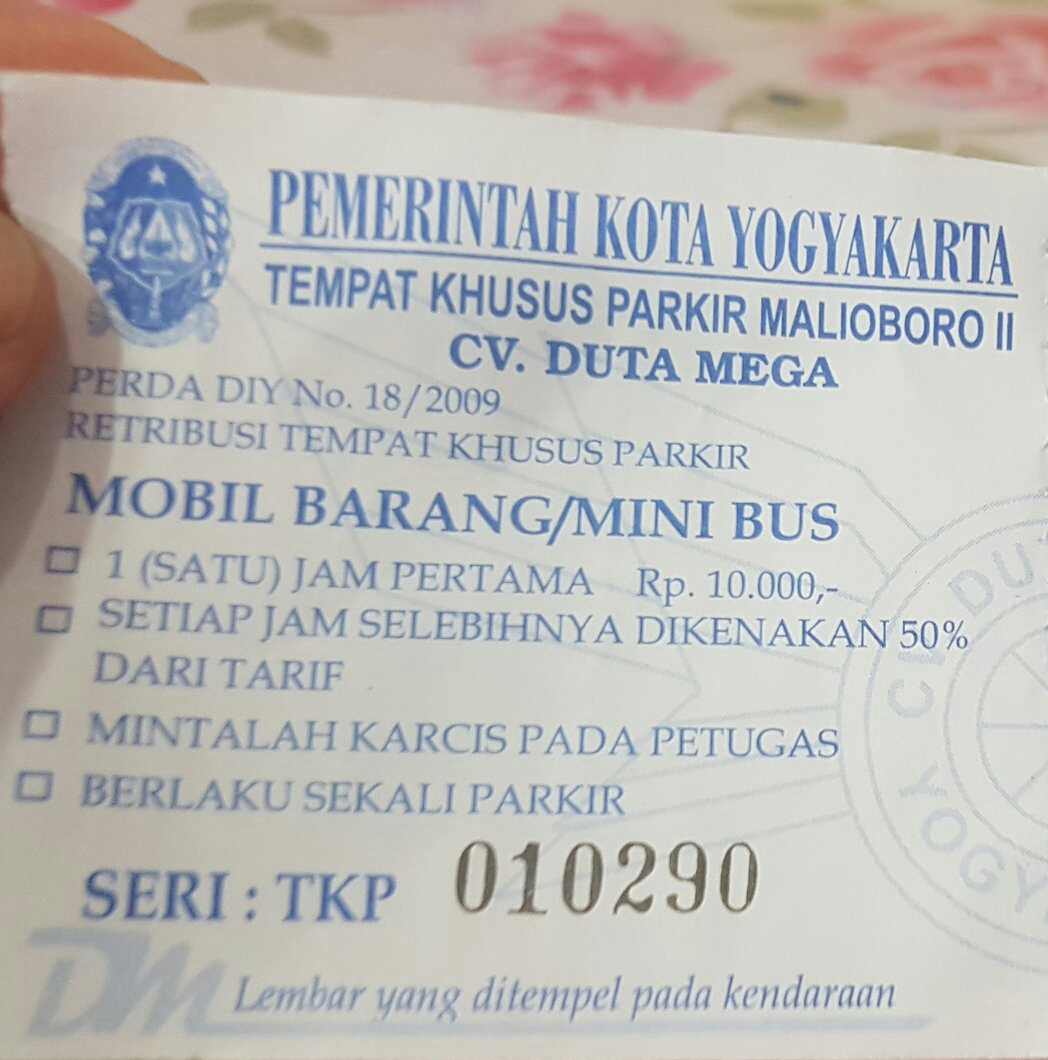 PEMERINTAH KOTA YOGYAKARTA
TEMPAT KHUSUS PARKIR MALIOBORO II
CV. DUTA MEGA
PERDA DIY No. 18/2009
RETRIBUSI TEMPAT KHUSUS PARKIR
MOBIL BARANG/MINI BUS
1 (SATU) JAM PERTAMA Rp. 10.000,-
SETIAP JAM SELEBIHNYA DIKENAKAN 50%
DARI TARIF
MINTALAH KARCIS PADA PETUGAS
BERLAKU SEKALI PARKIR
SERI : TKP 010290
DM Lembar yang ditempel pada kendaraan